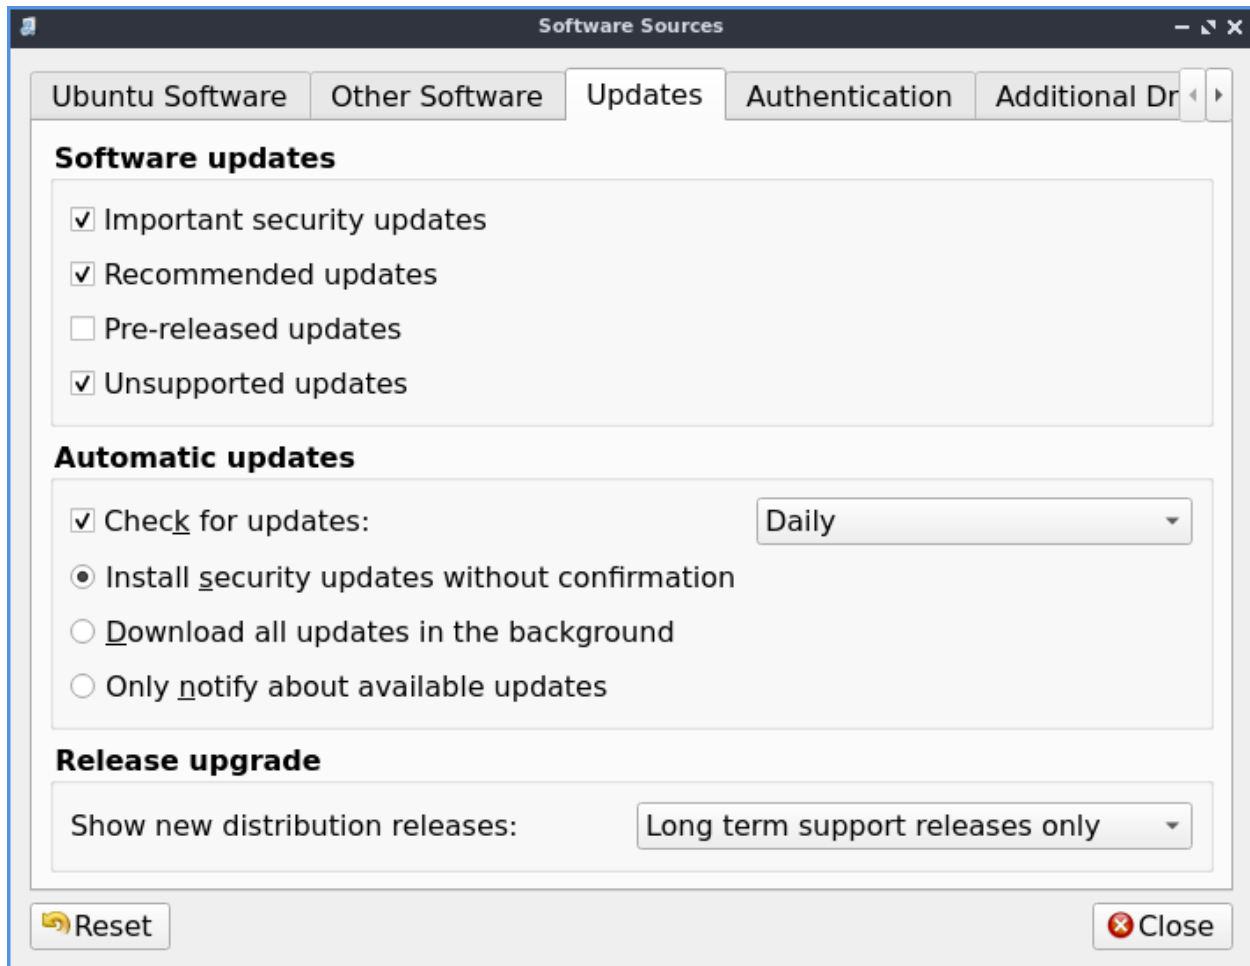 Software Sources
Ubuntu Software
Other Software
Updates
Authentication
Additional Dr
Software updates
Important security updates
Recommended updates
Pre-released updates
Unsupported updates
Automatic updates
Check for updates:
Daily
Install security updates without confirmation
Download all updates in the background
Only notify about available updates
Release upgrade
Show new distribution releases:
Long term support releases only
Reset
Close